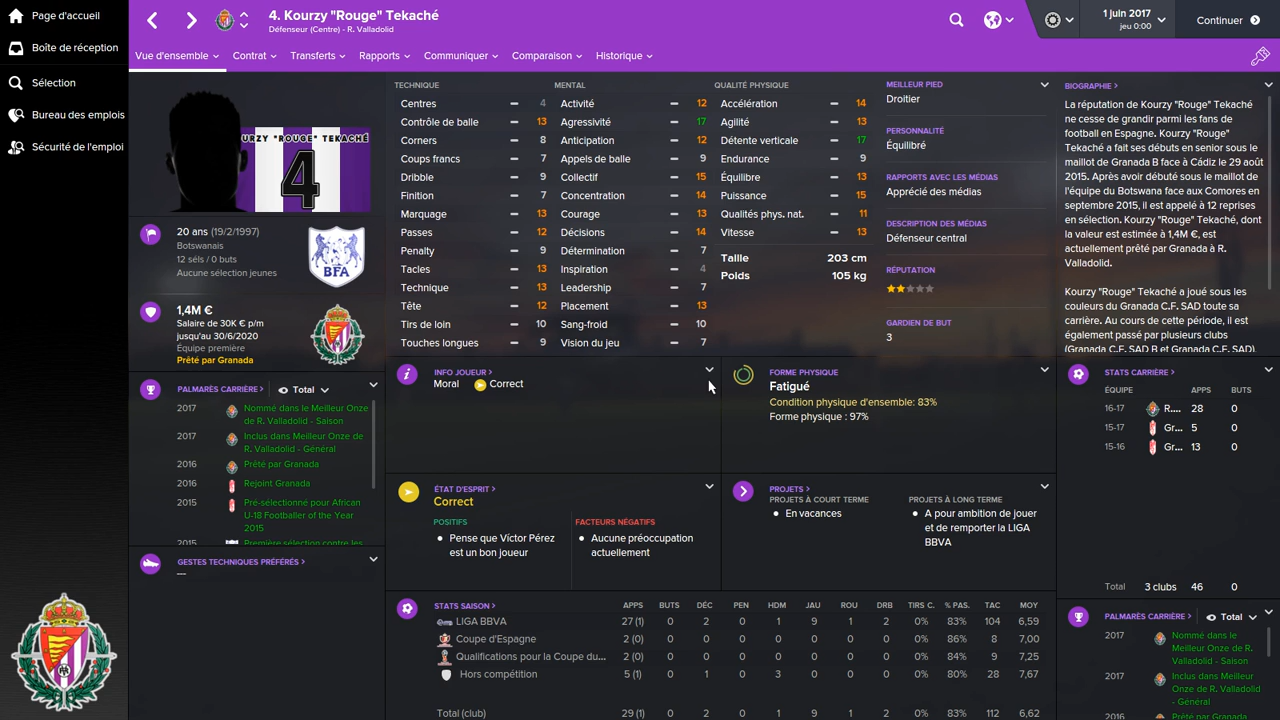 Page d'accueil
Boîte de réception
Sélection
Bureau des emplois
Sécurité de l'emploi
4. Kourzy "Rouge" Tekaché
Défenseur (Centre) - R. Valladolid
1 juin 2017
jeu 0:00
Continuer
Vue d'ensemble
Contrat
Transferts
Rapports
Communiquer
Comparaison
Historique
KOURZY "ROUGE" TEKACHÉ
4
20 ans (19/2/1997)
Botswanais
12 séls / 0 buts
Aucune sélection jeunes
BFA
1,4M €
Salaire de 30K € p/m
jusqu'au 30/6/2020
Équipe première
Prêté par Granada
PALMARÈS CARRIÈRE > Total
2017 Nommé dans le Meilleur Onze
de R. Valladolid - Saison
2017 Inclus dans Meilleur Onze de
R. Valladolid - Général
2016 Prêté par Granada
2016 Rejoint Granada
2015 Pré-sélectionné pour African
U-18 Footballer of the Year
2015
2015 Première sélection contre les
GESTES TECHNIQUES PRÉFÉRÉS >
—
TECHNIQUE
Centres – 4
Contrôle de balle – 13
Corners – 8
Coups francs – 7
Dribble – 9
Finition – 7
Marquage – 13
Passes – 12
Penalty – 9
Tacles – 13
Technique – 13
Tête – 12
Tirs de loin – 10
Touches longues – 9
MENTAL
Activité – 12
Agressivité – 17
Anticipation – 12
Appels de balle – 9
Collectif – 15
Concentration – 14
Courage – 13
Décisions – 14
Détermination – 7
Inspiration – 4
Leadership – 7
Placement – 13
Sang-froid – 10
Vision du jeu – 7
QUALITÉ PHYSIQUE
Accélération – 14
Agilité – 13
Détente verticale – 17
Endurance – 9
Équilibre – 13
Puissance – 15
Qualités phys. nat. – 11
Vitesse – 13
Taille 203 cm
Poids 105 kg
MEILLEUR PIED
Droitier
PERSONNALITÉ
Équilibré
RAPPORTS AVEC LES MÉDIAS
Apprécié des médias
DESCRIPTION DES MÉDIAS
Défenseur central
RÉPUTATION
GARDIEN DE BUT
3
BIOGRAPHIE >
La réputation de Kourzy "Rouge" Tekaché
ne cesse de grandir parmi les fans de
football en Espagne. Kourzy "Rouge"
Tekaché a fait ses débuts en senior sous le
maillot de Granada B face à Cádiz le 29 août
2015. Après avoir débuté sous le maillot de
l'équipe du Botswana face aux Comores en
septembre 2015, il est appelé à 12 reprises
en sélection. Kourzy "Rouge" Tekaché, dont
la valeur est estimée à 1,4M €, est
actuellement prêté par Granada à R.
Valladolid.
Kourzy "Rouge" Tekaché a joué sous les
couleurs du Granada C.F. SAD toute sa
carrière. Au cours de cette période, il est
également passé par plusieurs clubs
(Granada C.F. SAD B et Granada C.F. SAD).
INFO JOUEUR >
Moral Correct
FORME PHYSIQUE
Fatigué
Condition physique d'ensemble: 83%
Forme physique : 97%
ÉTAT D'ESPRIT >
Correct
POSITIFS
• Pense que Víctor Pérez
est un bon joueur
FACTEURS NÉGATIFS
• Aucune préoccupation
actuellement
PROJETS >
PROJETS À COURT TERME
• En vacances
PROJETS À LONG TERME
• A pour ambition de jouer
et de remporter la LIGA
BBVA
STATS SAISON > APPS BUTS DÉC PEN HDM JAU ROU DRB TIRS C. % PAS. TAC MOY
LIGA BBVA 27 (1) 0 2 0 1 9 1 2 0% 83% 104 6,59
Coupe d'Espagne 2 (0) 0 0 0 0 0 0 0 0% 86% 8 7,00
Qualifications pour la Coupe du... 2 (0) 0 0 0 0 0 0 0 0% 84% 9 7,25
Hors compétition 5 (1) 0 1 0 3 0 0 0 0% 80% 28 7,67
Total (club) 29 (1) 0 2 0 1 9 1 2 0% 83% 112 6,62
STATS CARRIÈRE >
ÉQUIPE APPS BUTS
16-17 R.... 28 0
15-17 Gr... 5 0
15-16 Gr... 13 0
Total 3 clubs 46 0
PALMARÈS CARRIÈRE > Total
2017 Nommé dans le
Meilleur Onze de R.
Valladolid - Saison
2017 Inclus dans Meilleur
Onze de R. Valladolid
- Général
2016 Prêté par Granada